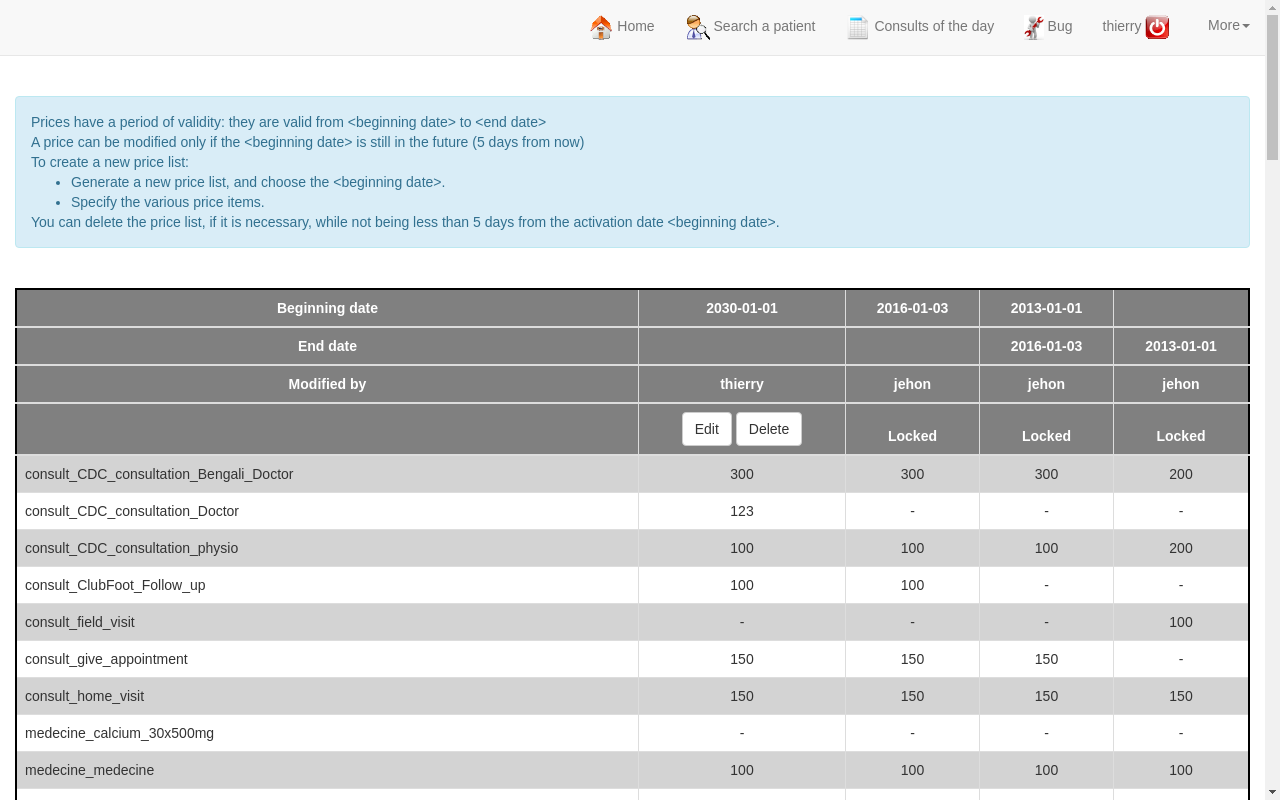 Home Search a patient Consults of the day Bug thierry More
Prices have a period of validity: they are valid from <beginning date> to <end date>
A price can be modified only if the <beginning date> is still in the future (5 days from now)
To create a new price list:
• Generate a new price list, and choose the <beginning date>.
• Specify the various price items.
You can delete the price list, if it is necessary, while not being less than 5 days from the activation date <beginning date>.
Beginning date 2030-01-01 2016-01-03 2013-01-01
End date 2016-01-03 2013-01-01
Modified by thierry jehon jehon jehon
Edit Delete Locked Locked Locked
consult_CDC_consultation_Bengali_Doctor 300 300 300 200
consult_CDC_consultation_Doctor 123 - - -
consult_CDC_consultation_physio 100 100 100 200
consult_ClubFoot_Follow_up 100 100 - -
consult_field_visit - - - 100
consult_give_appointment 150 150 150 -
consult_home_visit 150 150 150 150
medecine_calcium_30x500mg - - - -
medecine_medecine 100 100 100 100